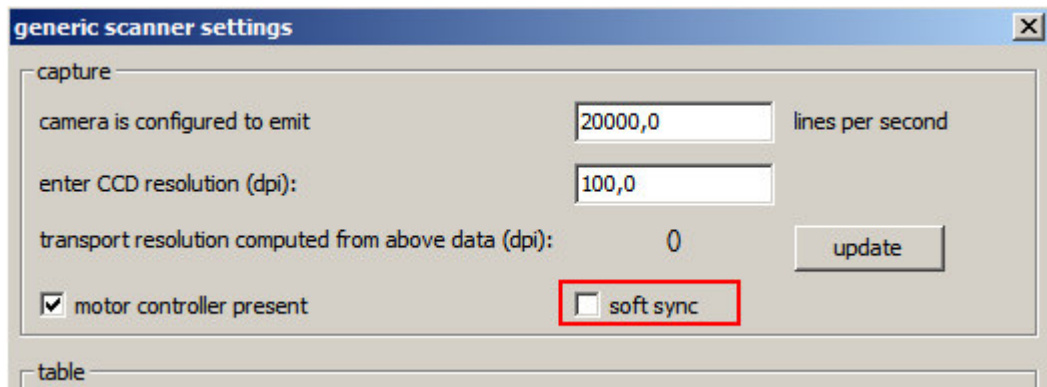 generic scanner settings
capture
camera is configured to emit 20000,0 lines per second
enter CCD resolution (dpi): 100,0
transport resolution computed from above data (dpi): () update
motor controller present soft sync
table